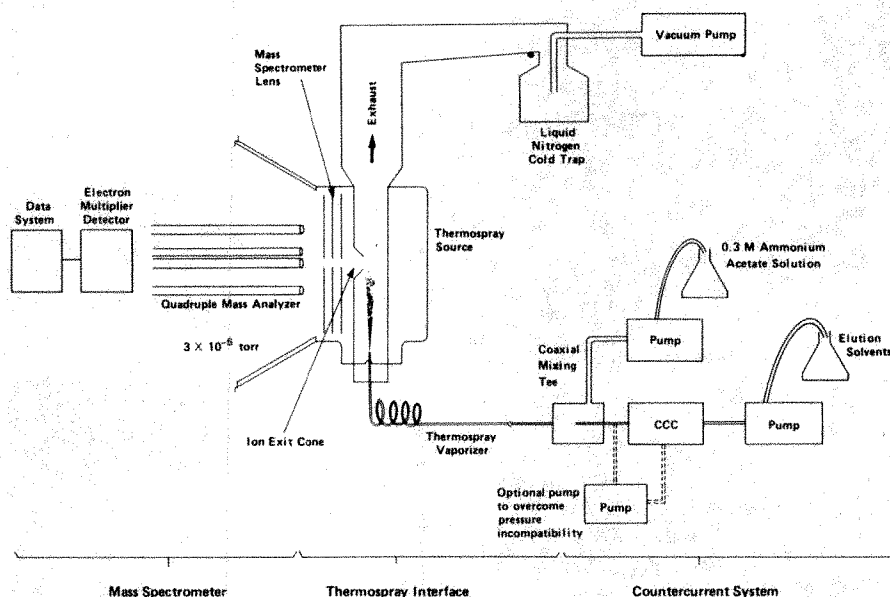 Vacuum Pump
Mass
Spectrometer
Lens
Exhaust
Liquid
Nitrogen
Cold Trap
Data
System
Electron
Multiplier
Detector
Thermospray
Source
0.3 M Ammonium
Acetate Solution
Quadruple Mass Analyzer
Pump
Elution
Solvents
3 × 10⁻⁶ torr
Coaxial
Mixing
Tee
CCC
Pump
Ion Exit Cone
Thermospray
Vaporizer
Optional pump
to overcome
pressure
incompatibility
Pump
Mass Spectrometer
Thermospray Interface
Countercurrent System